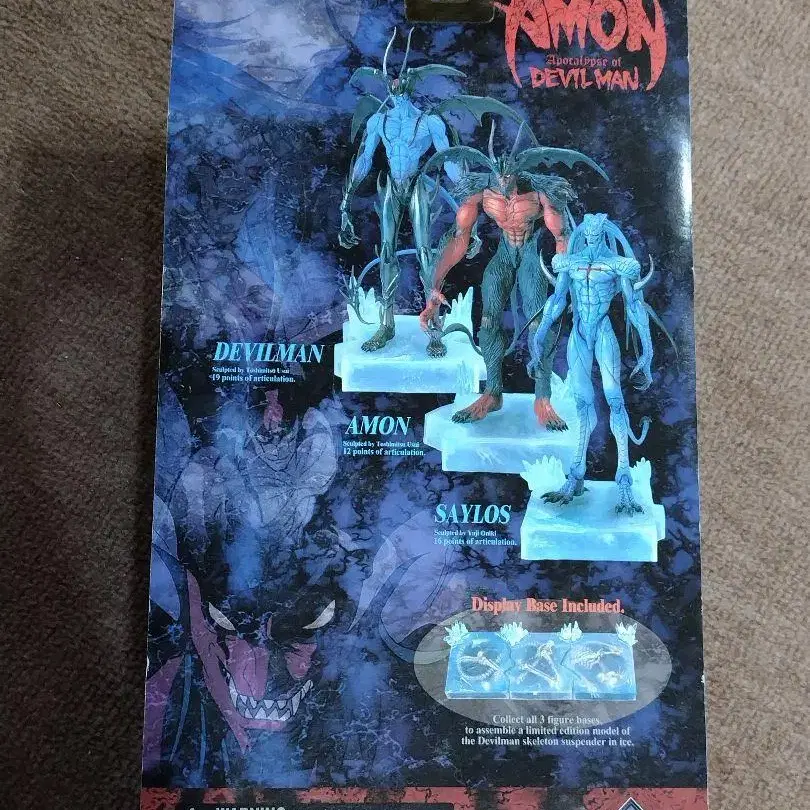 AMON
Apocalypse of
DEVILMAN
DEVILMAN
Sculpted by Toshimitsu Usui
19 points of articulation.
AMON
Sculpted by Toshimitsu Usui
12 points of articulation.
SAYLOS
Sculpted by Yuji Oniki
16 points of articulation.
Display Base Included.
Collect all 3 figure bases
to assemble a limited edition model of
the Devilman skeleton suspender in ice.
WARNING